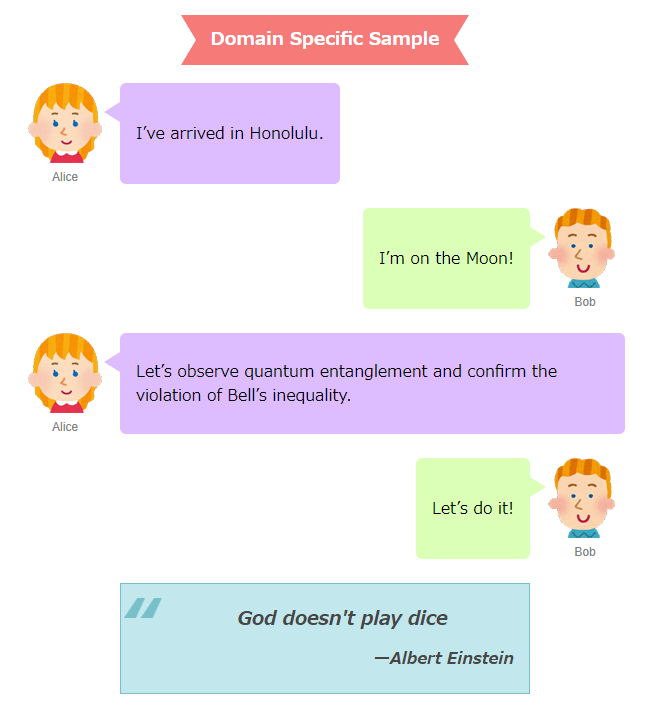 Domain Specific Sample
I’ve arrived in Honolulu.
Alice
I’m on the Moon!
Bob
Let’s observe quantum entanglement and confirm the
violation of Bell’s inequality.
Alice
Let’s do it!
Bob
God doesn't play dice
—Albert Einstein